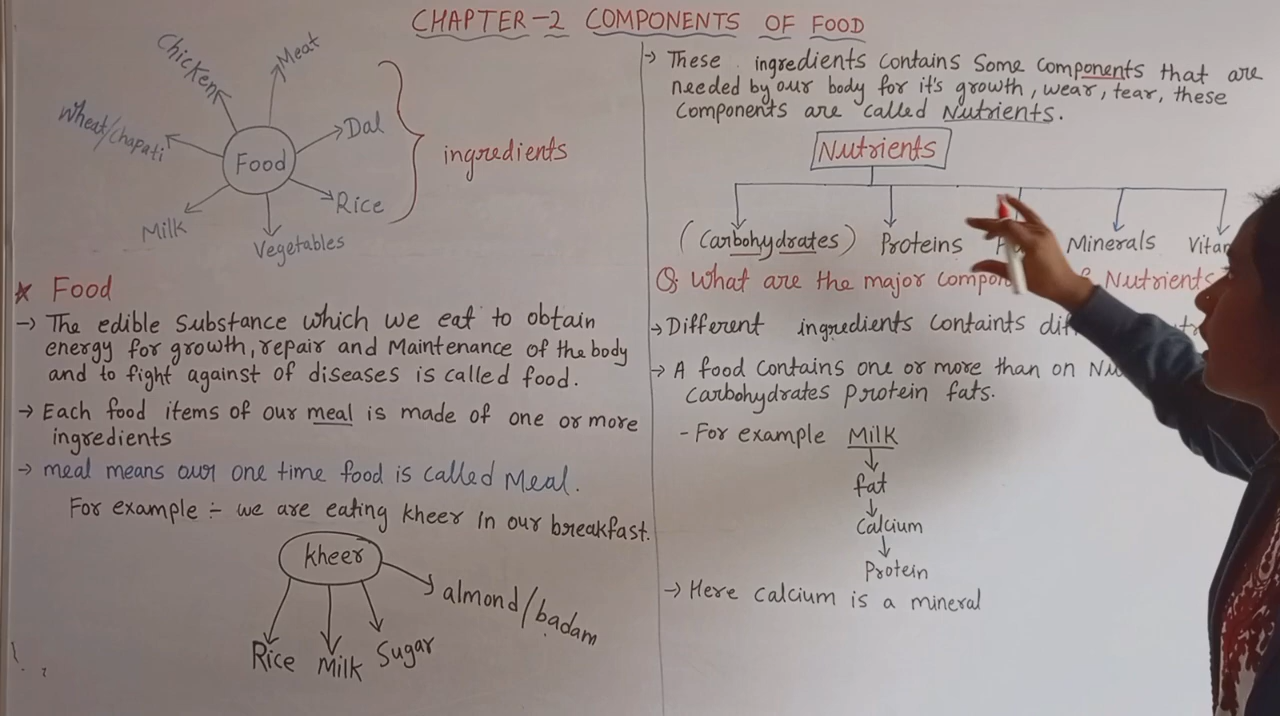 CHAPTER-2 COMPONENTS OF FOOD
Chicken
Meat
Wheat/chapati
Food
Dal
Rice
Milk
Vegetables
ingredients
* Food
→ The edible substance which we eat to obtain
energy for growth, repair and Maintenance of the body
and to fight against of diseases is called food.
→ Each food items of our meal is made of one or more
ingredients
→ meal means our one time food is called Meal.
For example :- we are eating kheer in our breakfast.
kheer
almond/badam
Rice Milk Sugar
→ These ingredients contains some components that are
needed by our body for it's growth, wear, tear, these
components are called Nutrients.
Nutrients
(Carbohydrates) Proteins Minerals
Q What are the major Nutrients
→ Different ingredients containts
→ A food contains one or more than on
Carbohydrates protein fats.
- For example Milk
fat
Calcium
Protein
→ Here calcium is a mineral